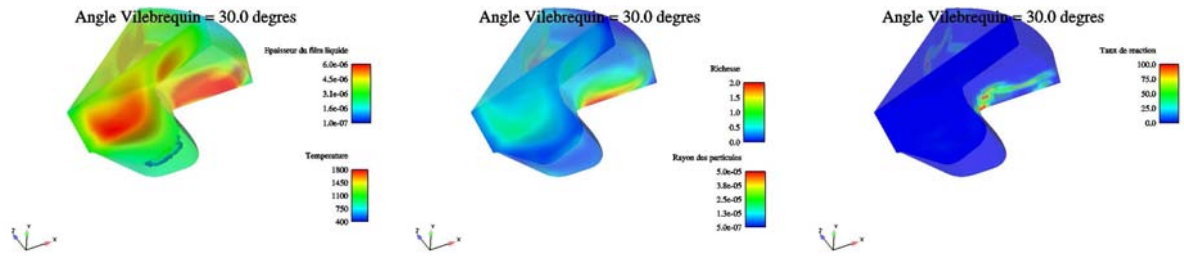 Angle Vilebrequin = 30.0 degres
Epaisseur du film liquide
6.0e-06
4.5e-06
3.1e-06
1.6e-06
1.0e-07
Temperature
1800
1450
1100
750
400
Z
Y
X
Angle Vilebrequin = 30.0 degres
Richesse
2.0
1.5
1.0
0.5
0.0
Rayon des particules
5.0e-05
3.8e-05
2.5e-05
1.3e-05
5.0e-07
Z
Y
X
Angle Vilebrequin = 30.0 degres
Taux de reaction
100.0
75.0
50.0
25.0
0.0
Z
Y
X